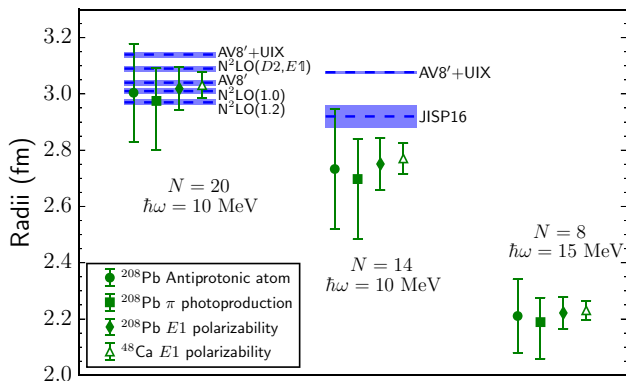 Radii (fm)
3.2
3.0
2.8
2.6
2.4
2.2
2.0
AV8′+UIX
N²LO(D2,E1)
AV8′
N²LO(1.0)
N²LO(1.2)
AV8′+UIX
JISP16
N = 20
ℏω = 10 MeV
N = 14
ℏω = 10 MeV
N = 8
ℏω = 15 MeV
²⁰⁸Pb Antiprotonic atom
²⁰⁸Pb π photoproduction
²⁰⁸Pb E1 polarizability
⁴⁸Ca E1 polarizability